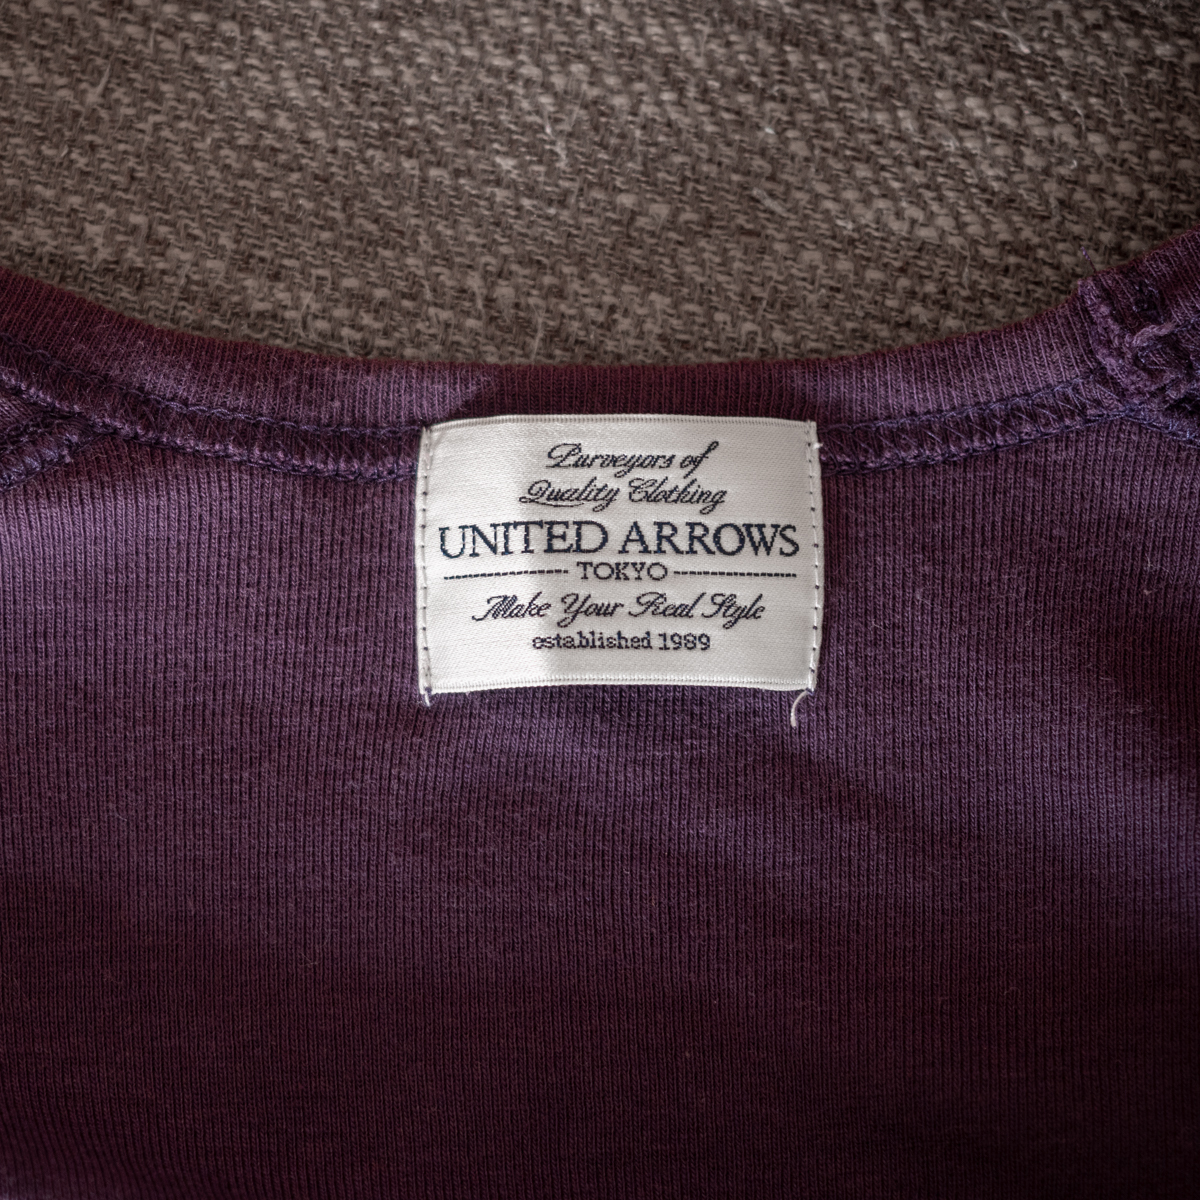 Purveyors of
Quality Clothing
UNITED ARROWS
TOKYO
Make Your Real Style
established 1989